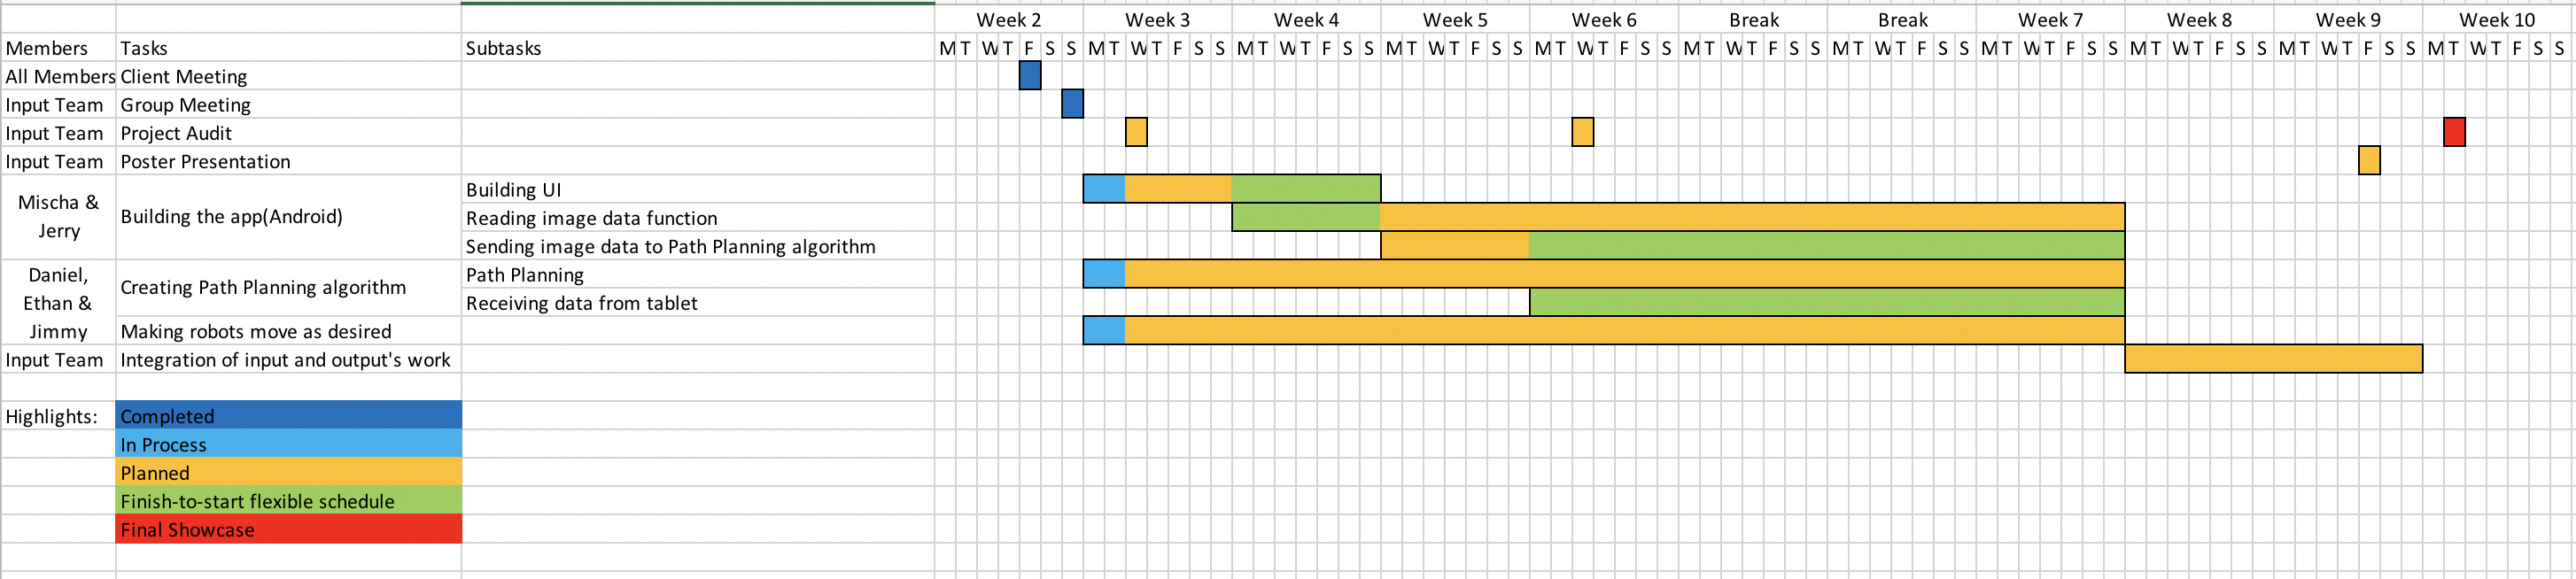 Week 2 Week 3 Week 4 Week 5 Week 6 Break Break Week 7 Week 8 Week 9 Week 10
Members Tasks Subtasks M T W T F S S M T W T F S S M T W T F S S M T W T F S S M T W T F S S M T W T F S S M T W T F S S M T W T F S S M T W T F S S M T W T F S S M T W T F S S
All Members Client Meeting
Input Team Group Meeting
Input Team Project Audit
Input Team Poster Presentation
Mischa &
Jerry
Building the app(Android)
Building UI
Reading image data function
Sending image data to Path Planning algorithm
Daniel,
Ethan &
Jimmy
Creating Path Planning algorithm
Path Planning
Receiving data from tablet
Making robots move as desired
Input Team Integration of input and output's work
Highlights: Completed
In Process
Planned
Finish-to-start flexible schedule
Final Showcase